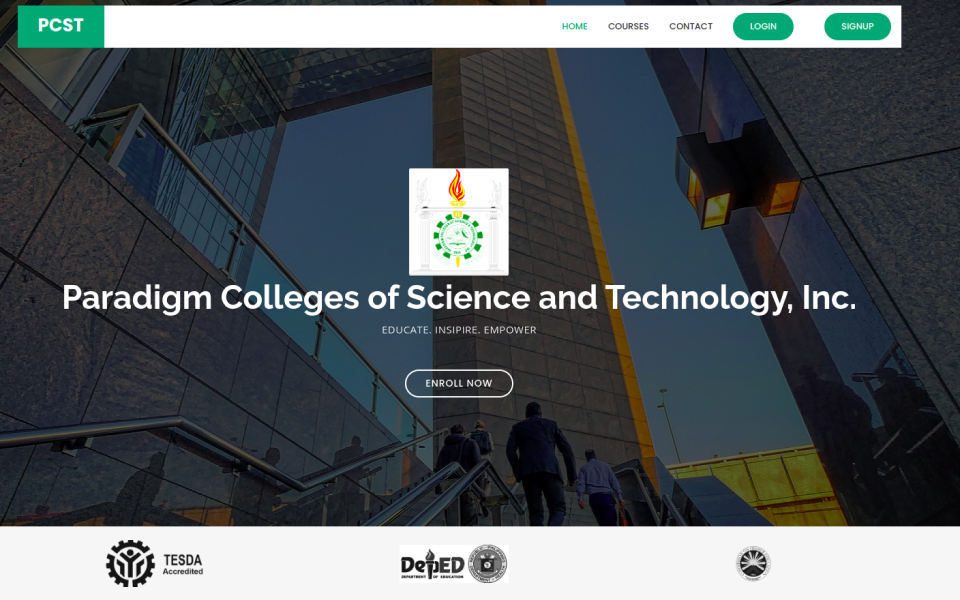 PCST
HOME COURSES CONTACT LOGIN SIGNUP
Paradigm Colleges of Science and Technology, Inc.
EDUCATE. INSIPIRE. EMPOWER
ENROLL NOW
TESDA
Accredited
DepED
DEPARTMENT OF EDUCATION